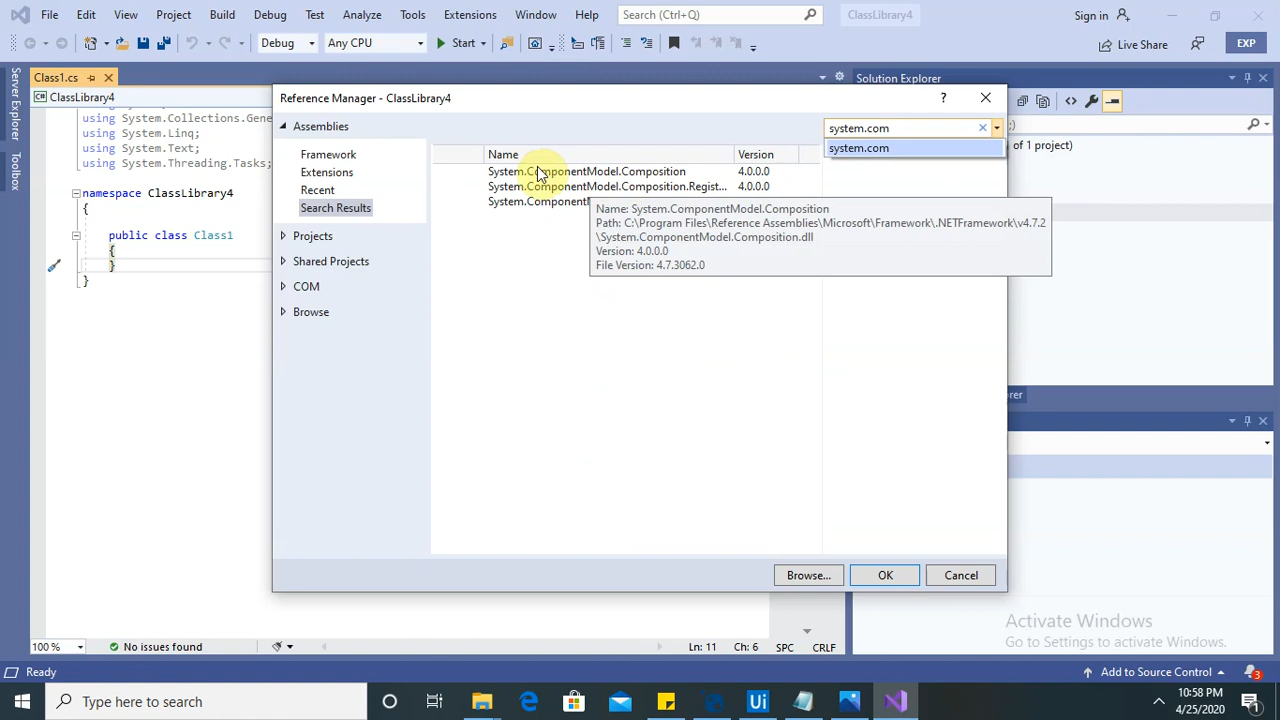 File Edit View Project Build Debug Test Analyze Tools Extensions Window Help Search (Ctrl+Q) ClassLibrary4 Sign in
Debug Any CPU Start Live Share EXP
Server Explorer
Toolbox
Class1.cs
ClassLibrary4
using System.Collections.Gene
using System.Linq;
using System.Text;
using System.Threading.Tasks;
namespace ClassLibrary4
{
public class Class1
{
}
}
Reference Manager - ClassLibrary4
Assemblies
Framework
Extensions
Recent
Search Results
Projects
Shared Projects
COM
Browse
system.com
system.com
Name Version
System.ComponentModel.Composition 4.0.0.0
System.ComponentModel.Composition.Regist... 4.0.0.0
System.Component
Name: System.ComponentModel.Composition
Path: C:\Program Files\Reference Assemblies\Microsoft\Framework\.NETFramework\v4.7.2
\System.ComponentModel.Composition.dll
Version: 4.0.0.0
File Version: 4.7.3062.0
Browse... OK Cancel
Solution Explorer
;)
of 1 project)
rer
Activate Windows
Go to Settings to activate Windows.
100 % No issues found Ln: 11 Ch: 6 SPC CRLF
Ready Add to Source Control 3
Type here to search Ui 10:58 PM
4/25/2020 1